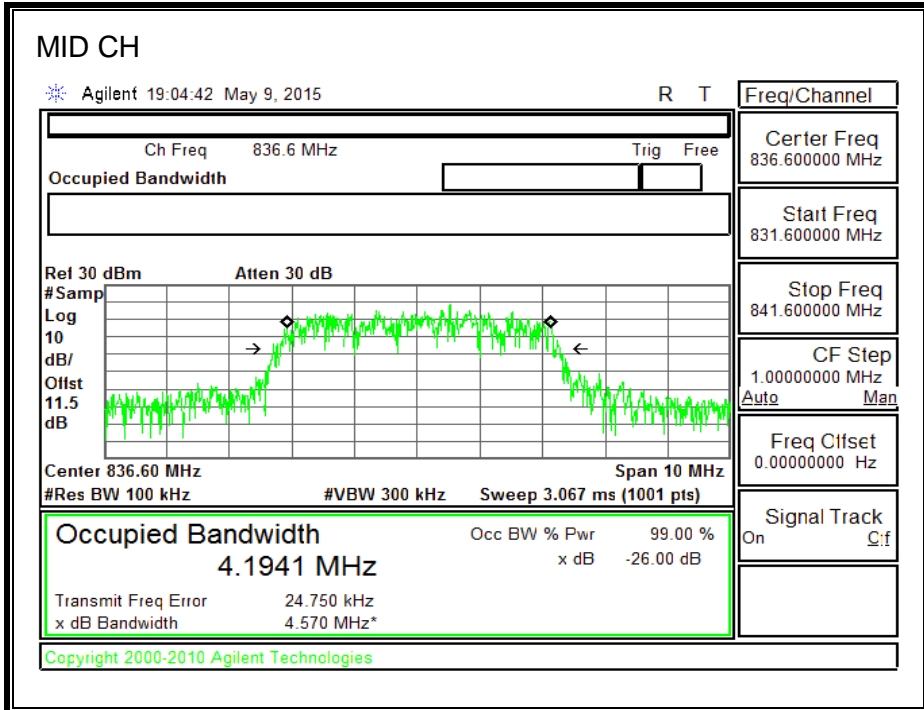 MID CH
Agilent 19:04:42 May 9, 2015 R T
Freq/Channel
Ch Freq 836.6 MHz Trig Free
Occupied Bandwidth
Center Freq
836.600000 MHz
Start Freq
831.600000 MHz
Stop Freq
841.600000 MHz
CF Step
1.00000000 MHz
Auto Man
Freq Offset
0.00000000 Hz
Signal Track
On Off
Ref 30 dBm Atten 30 dB
#Samp
Log
10
dB/
Offst
11.5
dB
Center 836.60 MHz Span 10 MHz
#Res BW 100 kHz #VBW 300 kHz Sweep 3.067 ms (1001 pts)
Occupied Bandwidth Occ BW % Pwr 99.00 %
4.1941 MHz x dB -26.00 dB
Transmit Freq Error 24.750 kHz
x dB Bandwidth 4.570 MHz*
Copyright 2000-2010 Agilent Technologies